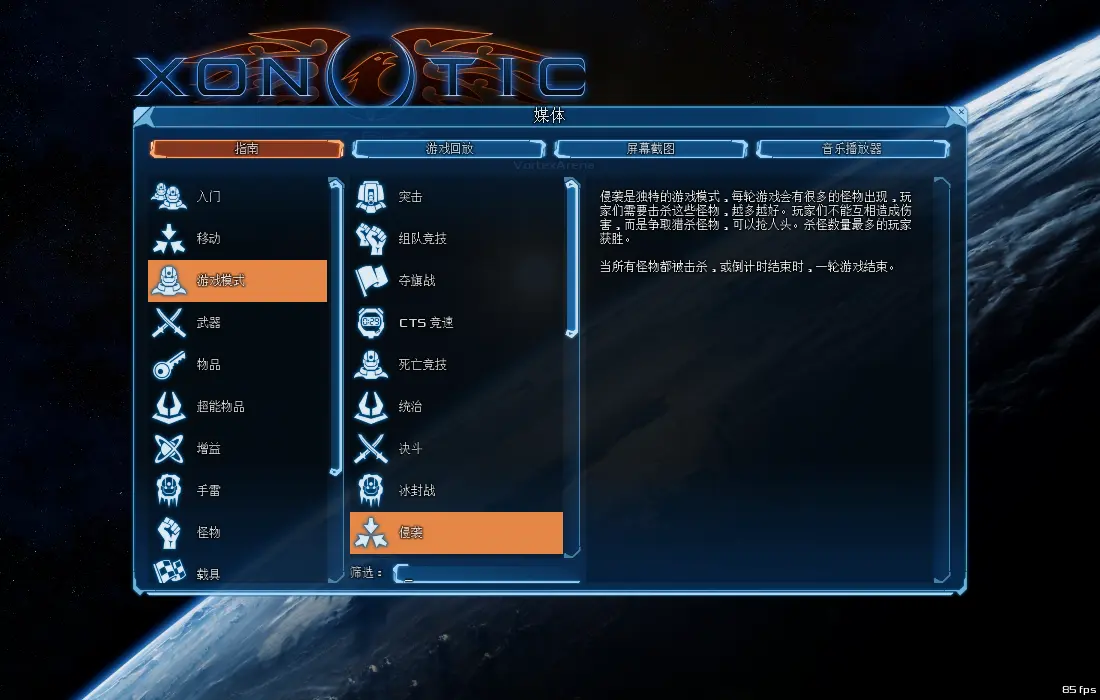 XONOTIC
媒体
指南
游戏回放
屏幕截图
音乐播放器
VortexArena
入门
移动
游戏模式
武器
物品
超能物品
增益
手雷
怪物
载具
突击
组队竞技
夺旗战
0:29
CTS 竞速
死亡竞技
统治
决斗
冰封战
侵袭
筛选：
_
侵袭是独特的游戏模式，每轮游戏会有很多的怪物出现，玩
家们需要击杀这些怪物，越多越好。玩家们不能互相造成伤
害，而是争取猎杀怪物，可以抢人头。杀怪数量最多的玩家
获胜。
当所有怪物都被击杀，或倒计时结束时，一轮游戏结束。
85 fps